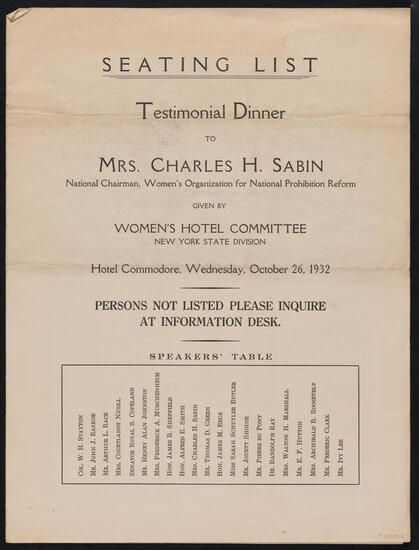 SEATING LIST
Testimonial Dinner
TO
MRS. CHARLES H. SABIN
National Chairman, Women's Organization for National Prohibition Reform
GIVEN BY
WOMEN'S HOTEL COMMITTEE
NEW YORK STATE DIVISION
Hotel Commodore, Wednesday, October 26, 1932
PERSONS NOT LISTED PLEASE INQUIRE
AT INFORMATION DESK.
SPEAKERS' TABLE
COL. W. H. STAYTON
MR. JOHN J. RASKOB
MR. ARTHUR L. RACE
MRS. COURTLANDT NICOLL
SENATOR ROYAL S. COPELAND
MR. HENRY ALAN JOHNSTON
MRS. FREDERICK A. MUSCHENHEIM
HON. JAMES R. SHEFFIELD
HON. ALFRED E. SMITH
MRS. CHARLES H. SABIN
MR. THOMAS D. GREEN
HON. JAMES M. BECK
MISS SARAH SCHUYLER BUTLER
MR. JOUETT SHOUSE
MR. PIERRE DU PONT
DR. RANDOLPH RAY
MRS. WALTON H. MARSHALL
MR. E. F. HUTTON
MRS. ARCHIBALD B. ROOSEVELT
MR. FREDERIC CLARK
MR. IVY LEE